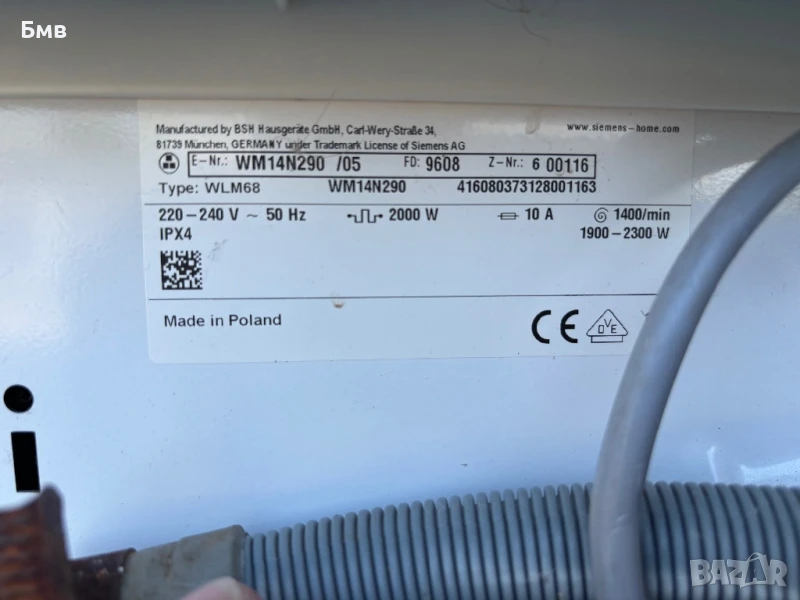 Бмв
Manufactured by BSH Hausgeräte GmbH, Carl-Wery-Straße 34,
81739 München, GERMANY under Trademark License of Siemens AG
www.siemens-home.com
E-Nr.: WM14N290 /05 FD: 9608 Z-Nr.: 6 00116
Type: WLM68 WM14N290 416080373128001163
220-240 V ~ 50 Hz 2000 W 10 A 1400/min
IPX4 1900-2300 W
Made in Poland
CE
OVE
BAZAR